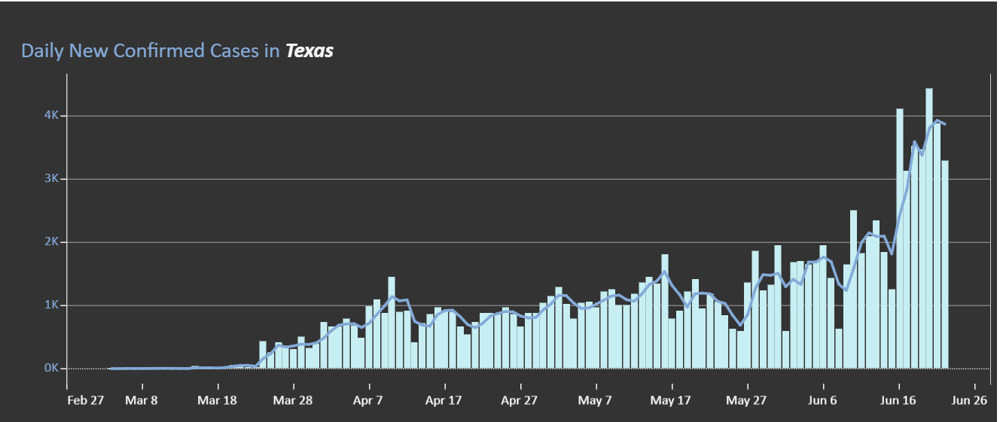 Daily New Confirmed Cases in Texas
4K
3K
2K
1K
0K
Feb 27 Mar 8 Mar 18 Mar 28 Apr 7 Apr 17 Apr 27 May 7 May 17 May 27 Jun 6 Jun 16 Jun 26